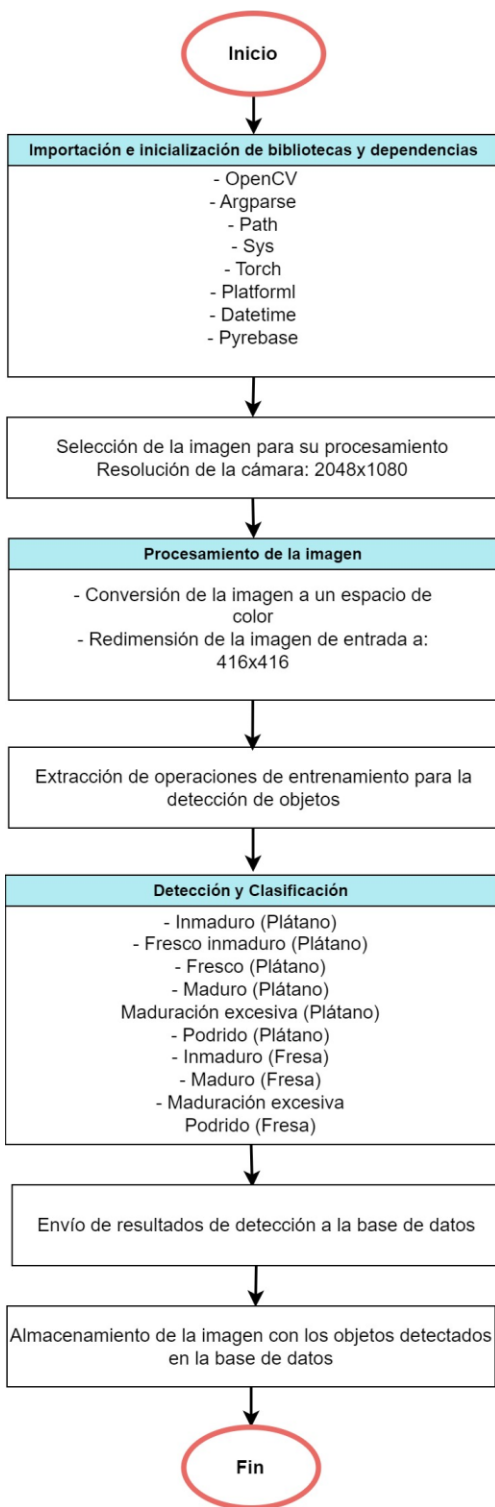 Inicio
Importación e inicialización de bibliotecas y dependencias
- OpenCV
- Argparse
- Path
- Sys
- Torch
- Platforml
- Datetime
- Pyrebase
Selección de la imagen para su procesamiento
Resolución de la cámara: 2048x1080
Procesamiento de la imagen
- Conversión de la imagen a un espacio de
color
- Redimensión de la imagen de entrada a:
416x416
Extracción de operaciones de entrenamiento para la
detección de objetos
Detección y Clasificación
- Inmaduro (Plátano)
- Fresco inmaduro (Plátano)
- Fresco (Plátano)
- Maduro (Plátano)
Maduración excesiva (Plátano)
- Podrido (Plátano)
- Inmaduro (Fresa)
- Maduro (Fresa)
- Maduración excesiva
Podrido (Fresa)
Envío de resultados de detección a la base de datos
Almacenamiento de la imagen con los objetos detectados
en la base de datos
Fin